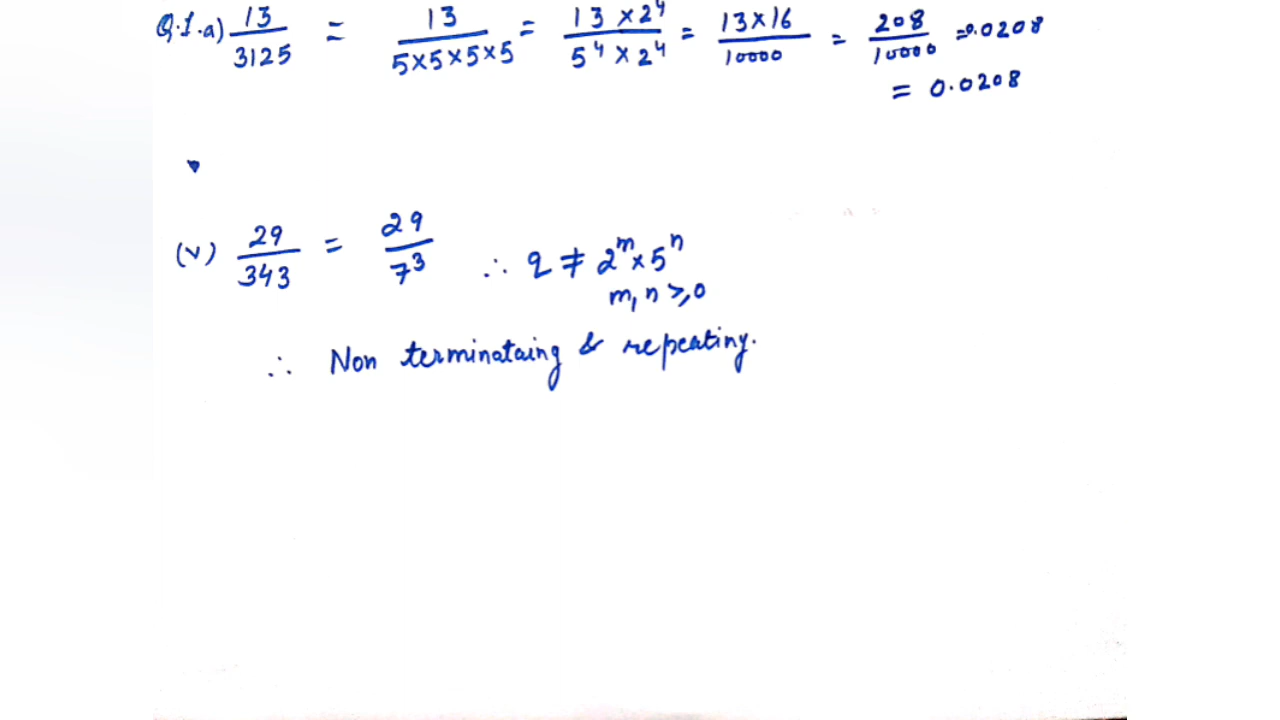 Q.1.a) 13/3125 = 13/(5×5×5×5) = (13×2⁴)/(5⁴×2⁴) = (13×16)/10000 = 208/10000 = 0.0208
= 0.0208
(v) 29/343 = 29/7³ ∴ q ≠ 2ᵐ×5ⁿ
m, n ≥, 0
∴ Non terminataing & repeating.